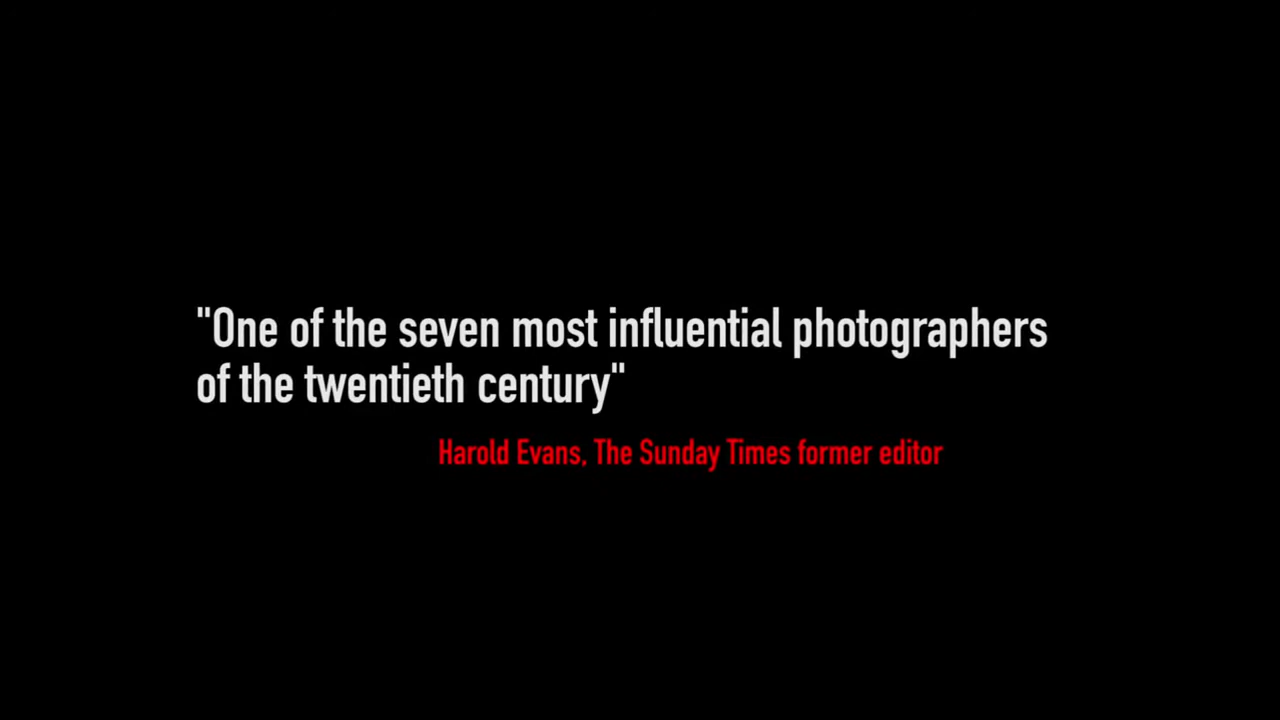 "One of the seven most influential photographers
of the twentieth century"
Harold Evans, The Sunday Times former editor